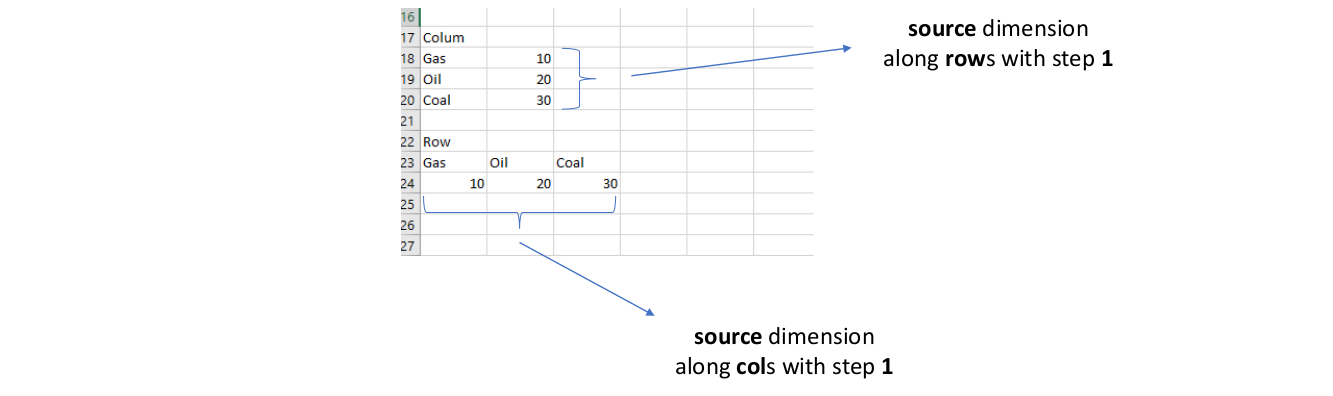 16
17 Colum
18 Gas 10
19 Oil 20
20 Coal 30
21
22 Row
23 Gas Oil Coal
24 10 20 30
25
26
27
source dimension
along rows with step 1
source dimension
along cols with step 1